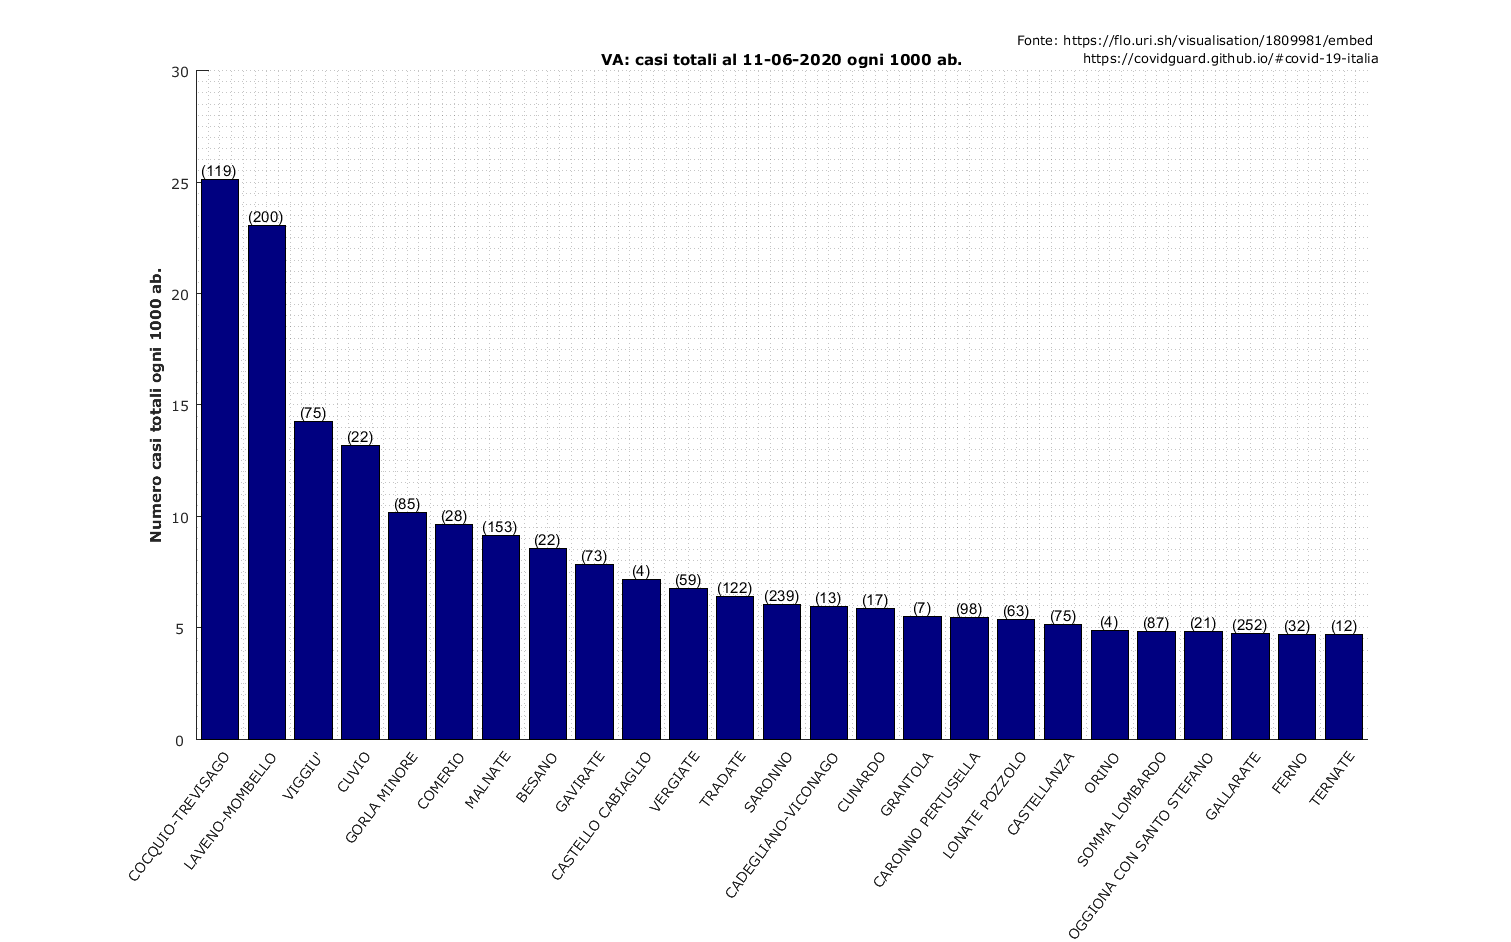 Fonte: https://flo.uri.sh/visualisation/1809981/embed
https://covidguard.github.io/#covid-19-italia
VA: casi totali al 11-06-2020 ogni 1000 ab.
Numero casi totali ogni 1000 ab.
30
25
20
15
10
5
0
(119)
(200)
(75)
(22)
(85)
(28)
(153)
(22)
(73)
(4)
(59)
(122)
(239)
(13)
(17)
(7)
(98)
(63)
(75)
(4)
(87)
(21)
(252)
(32)
(12)
COCQUIO-TREVISAGO
LAVENO-MOMBELLO
VIGGIU'
CUVIO
GORLA MINORE
COMERIO
MALNATE
BESANO
GAVIRATE
CASTELLO CABIAGLIO
VERGIATE
TRADATE
SARONNO
CADEGLIANO-VICONAGO
CUNARDO
GRANTOLA
CARONNO PERTUSELLA
LONATE POZZOLO
CASTELLANZA
ORINO
SOMMA LOMBARDO
OGGIONA CON SANTO STEFANO
GALLARATE
FERNO
TERNATE